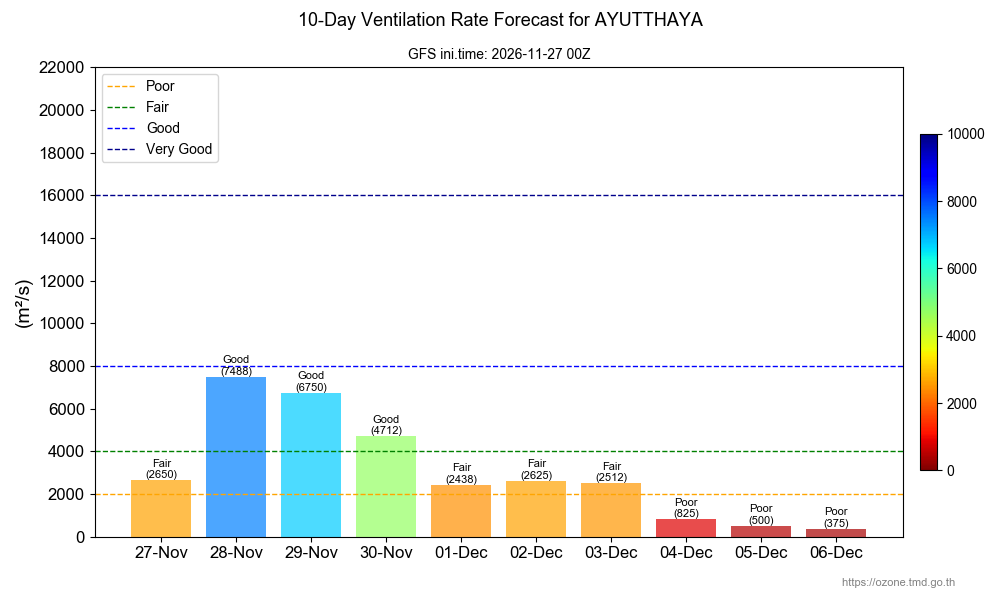 10-Day Ventilation Rate Forecast for AYUTTHAYA
GFS ini.time: 2026-11-27 00Z
(m²/s)
22000
20000
18000
16000
14000
12000
10000
8000
6000
4000
2000
0
Poor
Fair
Good
Very Good
Fair
(2650)
Good
(7488)
Good
(6750)
Good
(4712)
Fair
(2438)
Fair
(2625)
Fair
(2512)
Poor
(825)
Poor
(500)
Poor
(375)
27-Nov 28-Nov 29-Nov 30-Nov 01-Dec 02-Dec 03-Dec 04-Dec 05-Dec 06-Dec
10000
8000
6000
4000
2000
0
https://ozone.tmd.go.th